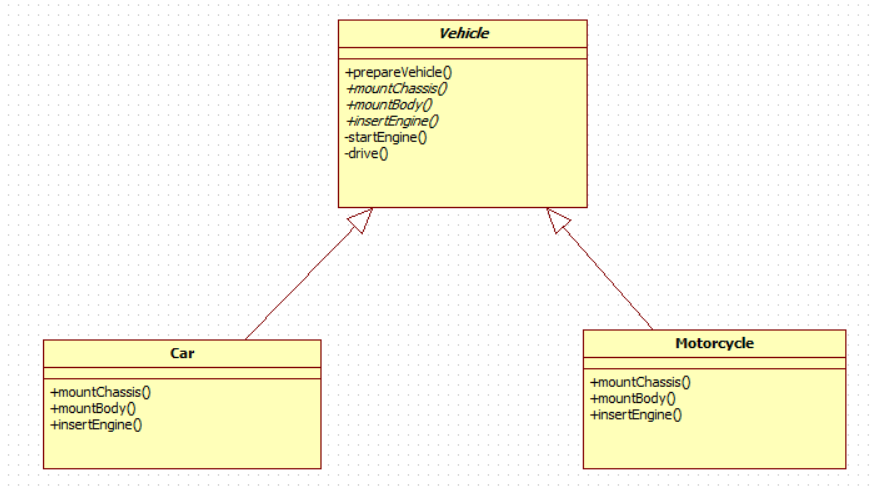 Vehicle
+prepareVehicle()
+mountChassis()
+mountBody()
+insertEngine()
-startEngine()
-drive()
Car
+mountChassis()
+mountBody()
+insertEngine()
Motorcycle
+mountChassis()
+mountBody()
+insertEngine()